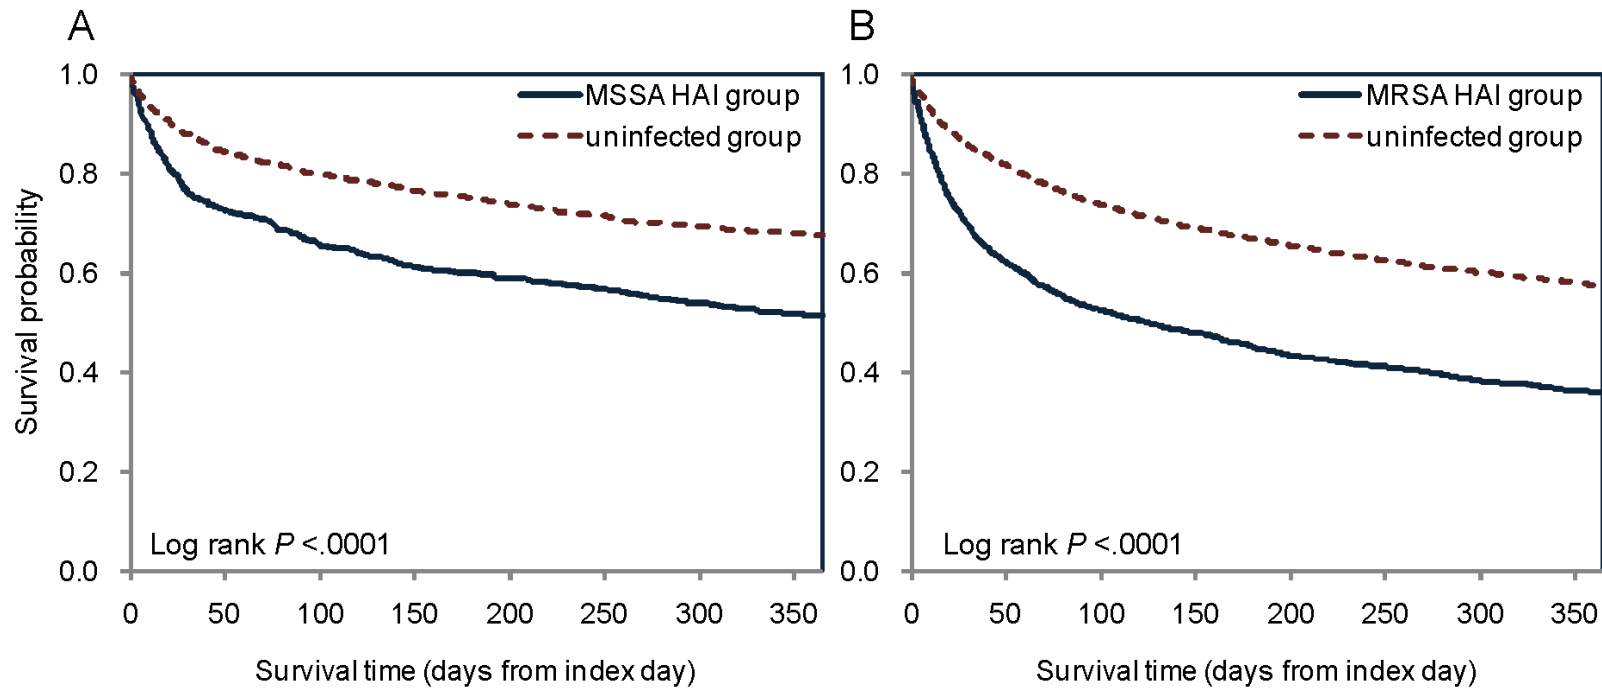 A
B
Survival probability
1.0
0.8
0.6
0.4
0.2
0.0
MSSA HAI group
uninfected group
Log rank P <.0001
0 50 100 150 200 250 300 350
Survival time (days from index day)
1.0
0.8
0.6
0.4
0.2
0.0
MRSA HAI group
uninfected group
Log rank P <.0001
0 50 100 150 200 250 300 350
Survival time (days from index day)